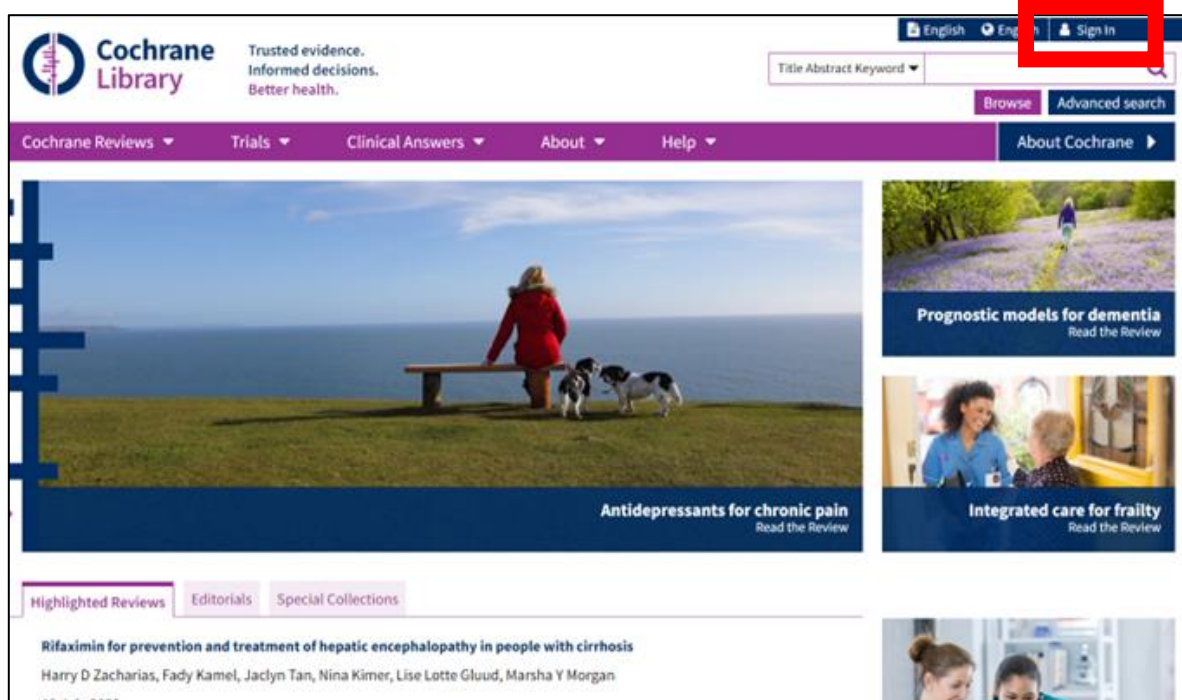 English English Sign In
Cochrane
Library
Trusted evidence.
Informed decisions.
Better health.
Title Abstract Keyword
Browse Advanced search
Cochrane Reviews Trials Clinical Answers About Help About Cochrane
Prognostic models for dementia
Read the Review
Antidepressants for chronic pain
Read the Review
Integrated care for frailty
Read the Review
Highlighted Reviews Editorials Special Collections
Rifaximin for prevention and treatment of hepatic encephalopathy in people with cirrhosis
Harry D Zacharias, Fady Kamel, Jaclyn Tan, Nina Kimer, Lise Lotte Gluud, Marsha Y Morgan